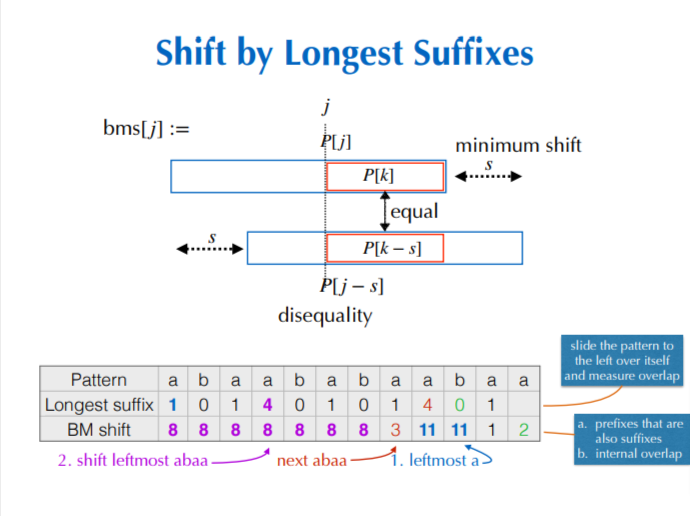 Shift by Longest Suffixes
j
bms[j] :=
P[j]
minimum shift
s
P[k]
equal
s
P[k – s]
P[j – s]
disequality
slide the pattern to
the left over itself
and measure overlap
Pattern a b a a b a b a a b a a
Longest suffix 1 0 1 4 0 1 0 1 4 0 1
BM shift 8 8 8 8 8 8 8 3 11 11 1 2
a. prefixes that are
also suffixes
b. internal overlap
2. shift leftmost abaa next abaa 1. leftmost a